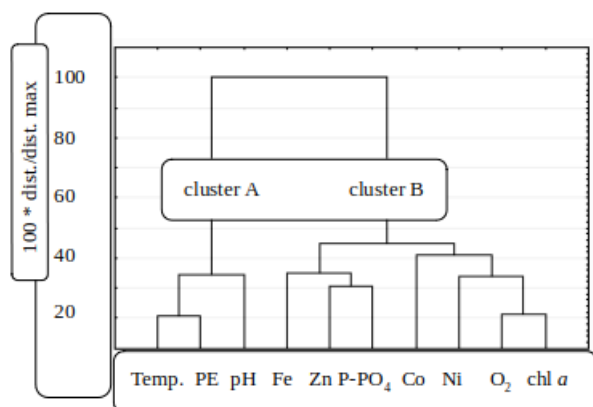 100 * dist./dist. max
100
80
60
40
20
cluster A cluster B
Temp. PE pH Fe Zn P-PO₄ Co Ni O₂ chl a